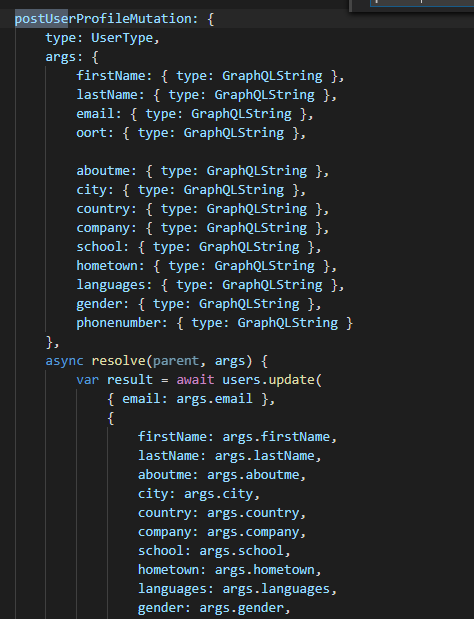 postUserProfileMutation: {
type: UserType,
args: {
firstName: { type: GraphQLString },
lastName: { type: GraphQLString },
email: { type: GraphQLString },
oort: { type: GraphQLString },
aboutme: { type: GraphQLString },
city: { type: GraphQLString },
country: { type: GraphQLString },
company: { type: GraphQLString },
school: { type: GraphQLString },
hometown: { type: GraphQLString },
languages: { type: GraphQLString },
gender: { type: GraphQLString },
phonenumber: { type: GraphQLString }
},
async resolve(parent, args) {
var result = await users.update(
{ email: args.email },
{
firstName: args.firstName,
lastName: args.lastName,
aboutme: args.aboutme,
city: args.city,
country: args.country,
company: args.company,
school: args.school,
hometown: args.hometown,
languages: args.languages,
gender: args.gender,